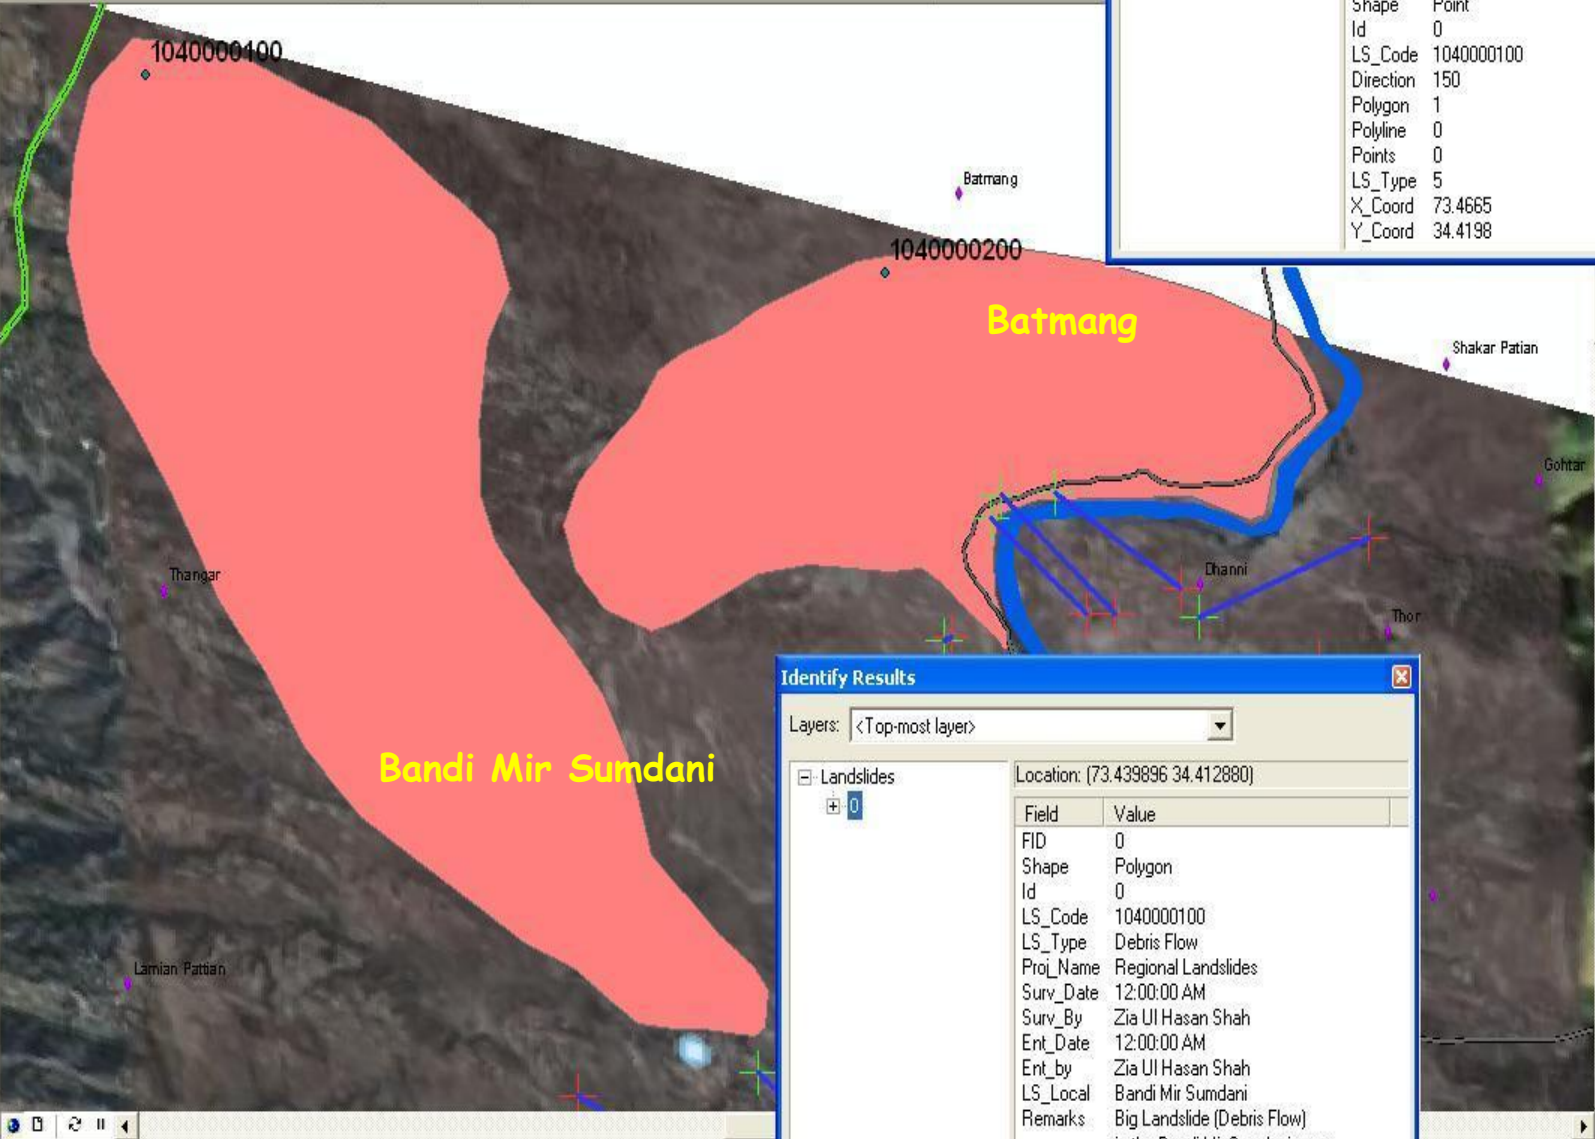 Shape Point
Id 0
LS_Code 1040000100
Direction 150
Polygon 1
Polyline 0
Points 0
LS_Type 5
X_Coord 73.4665
Y_Coord 34.4198
1040000100
Batmang
1040000200
Batmang
Shakar Patian
Gohtar
Thangar
Dhanni
Thor
Bandi Mir Sumdani
Lamian Pattian
Identify Results
Layers: <Top-most layer>
Landslides
0
Location: (73.439896 34.412880)
Field Value
FID 0
Shape Polygon
Id 0
LS_Code 1040000100
LS_Type Debris Flow
Proj_Name Regional Landslides
Surv_Date 12:00:00 AM
Surv_By Zia Ul Hasan Shah
Ent_Date 12:00:00 AM
Ent_by Zia Ul Hasan Shah
LS_Local Bandi Mir Sumdani
Remarks Big Landslide (Debris Flow)